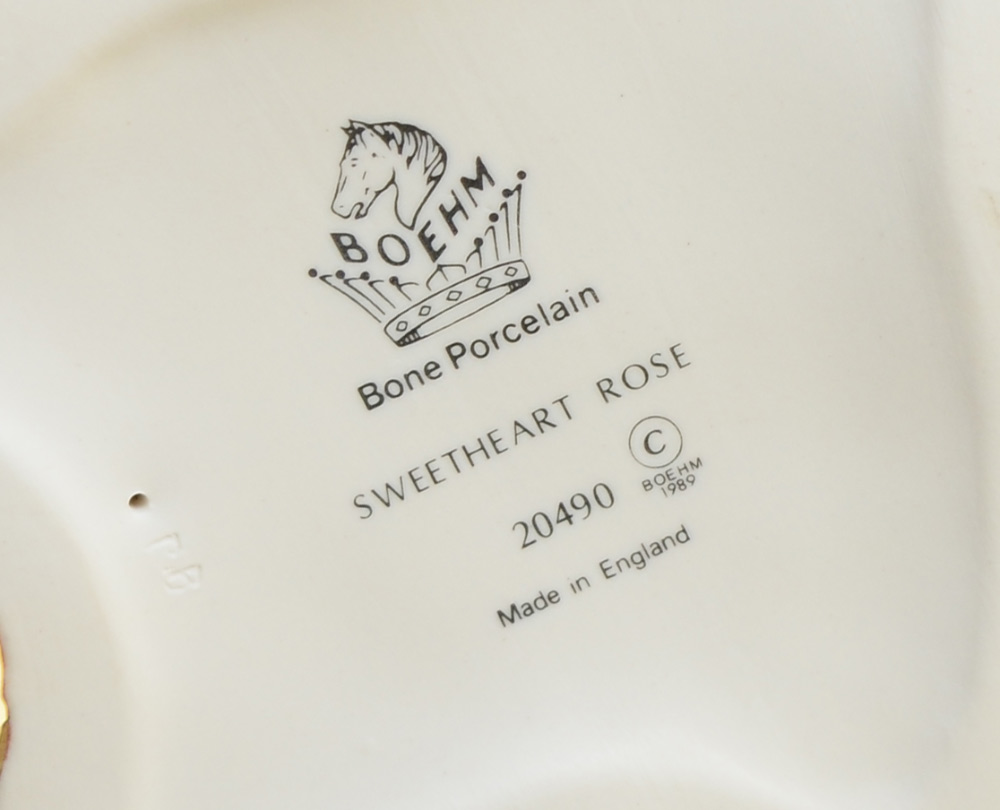 BOEHM
Bone Porcelain
SWEETHEART ROSE
20490
©
BOEHM
1989
Made in England